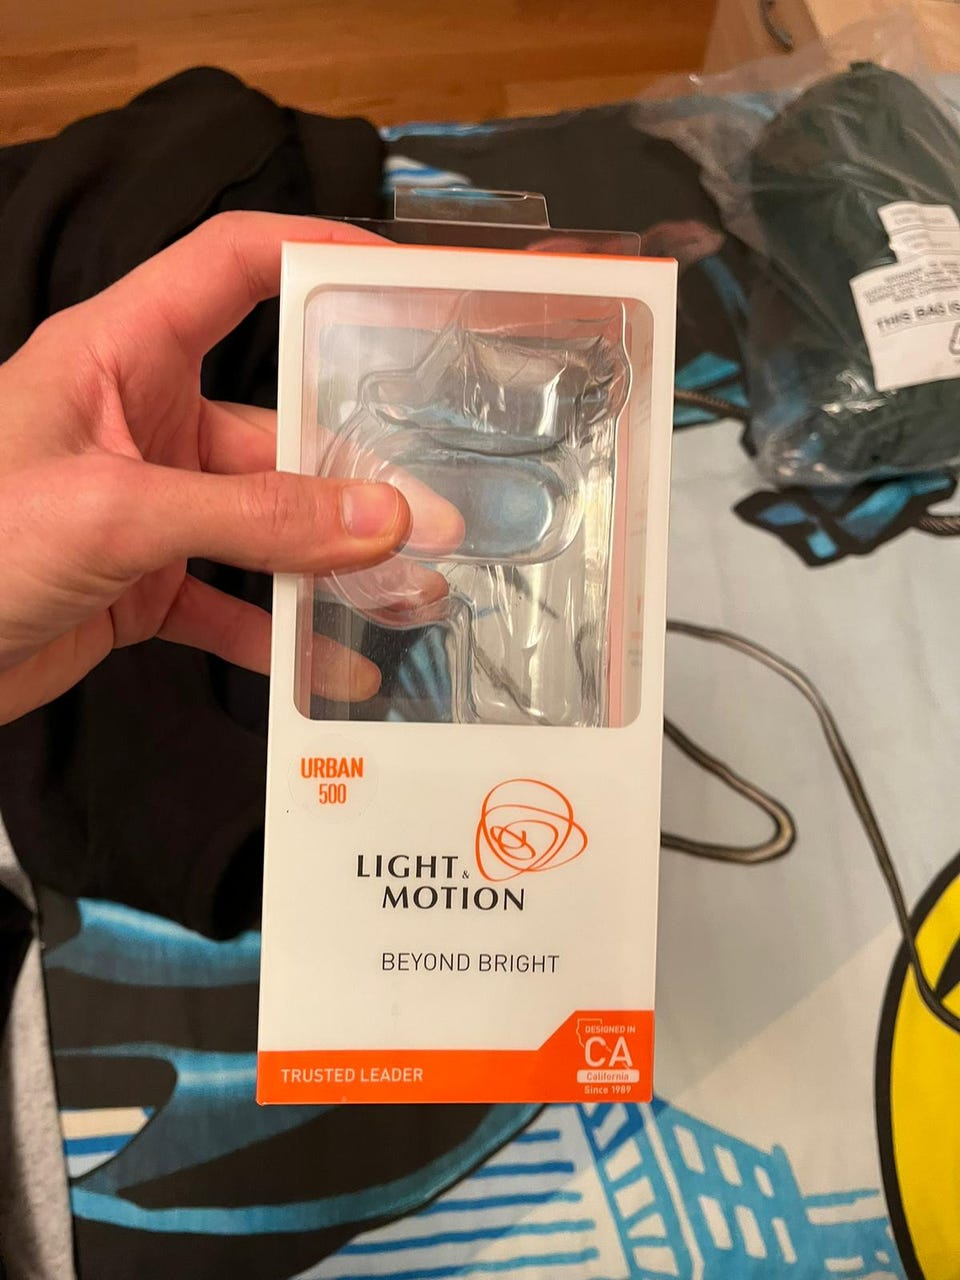 THIS BAG IS
URBAN
500
LIGHT &
MOTION
BEYOND BRIGHT
TRUSTED LEADER
DESIGNED IN
CA
California
Since 1989